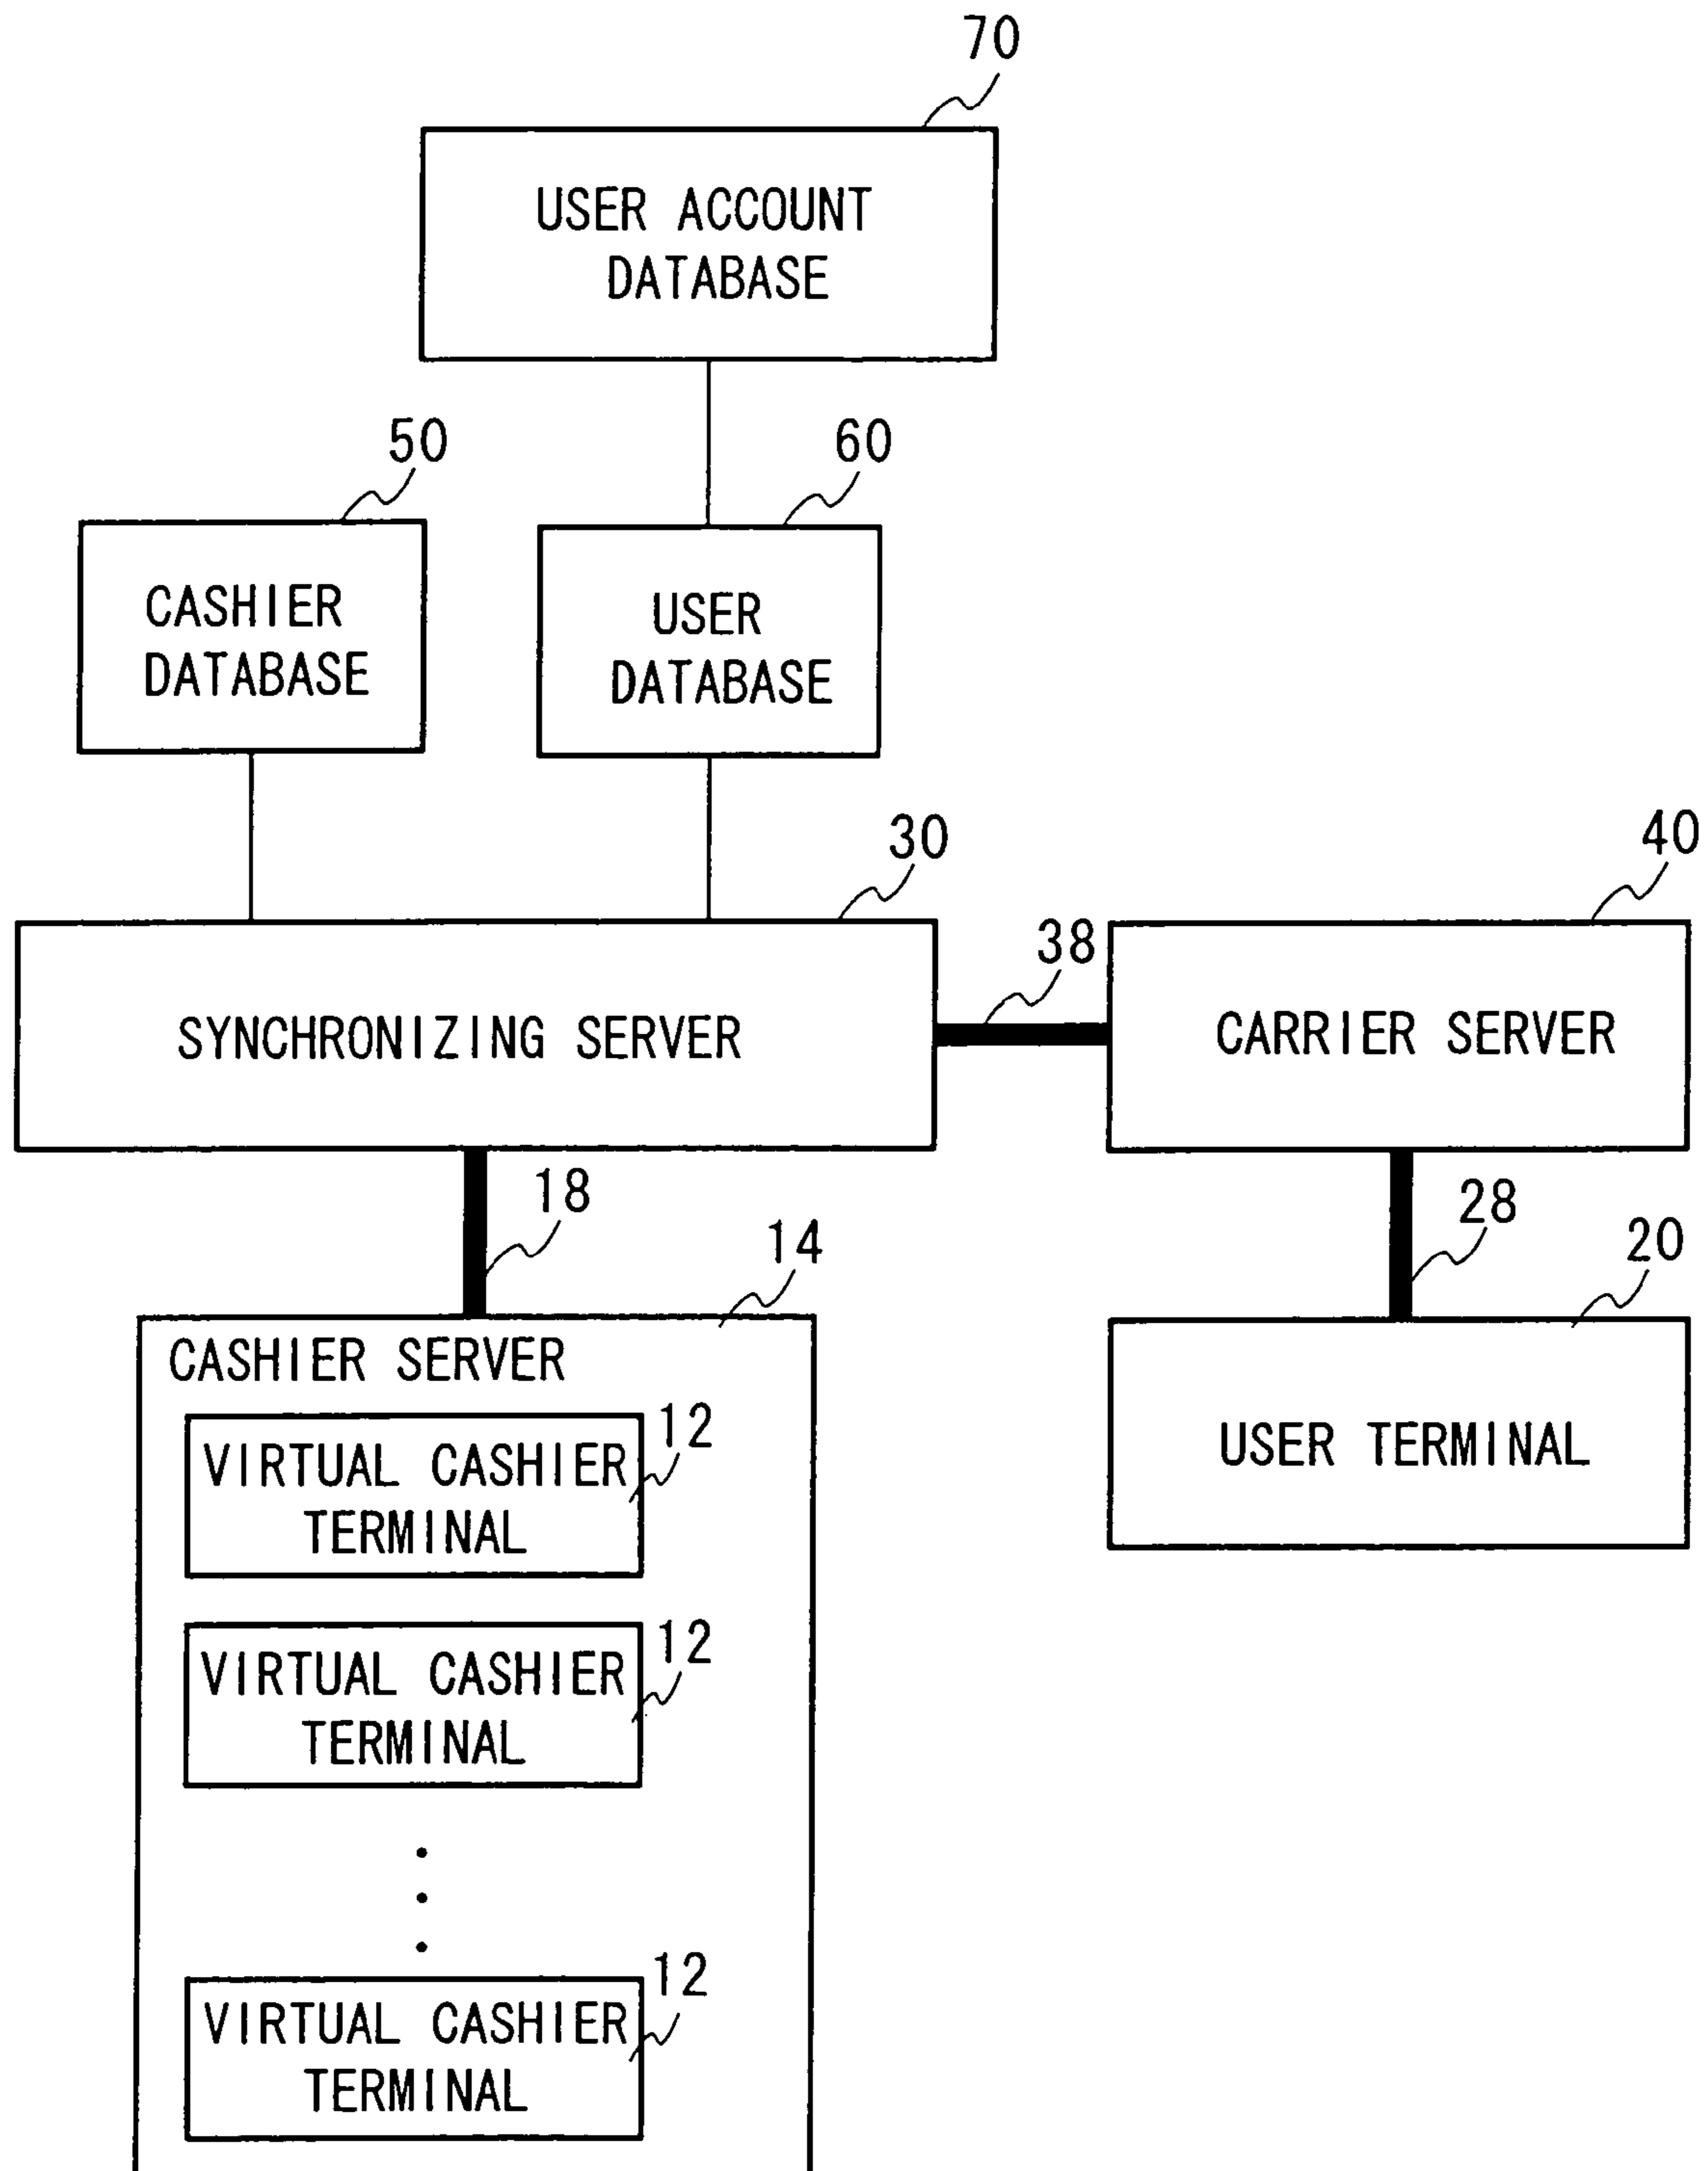 70
USER ACCOUNT
DATABASE
50
60
CASHIER
DATABASE
USER
DATABASE
30
40
38
SYNCHRONIZING SERVER
CARRIER SERVER
18
28
14
20
CASHIER SERVER
USER TERMINAL
12
VIRTUAL CASHIER
TERMINAL
12
VIRTUAL CASHIER
TERMINAL
12
VIRTUAL CASHIER
TERMINAL